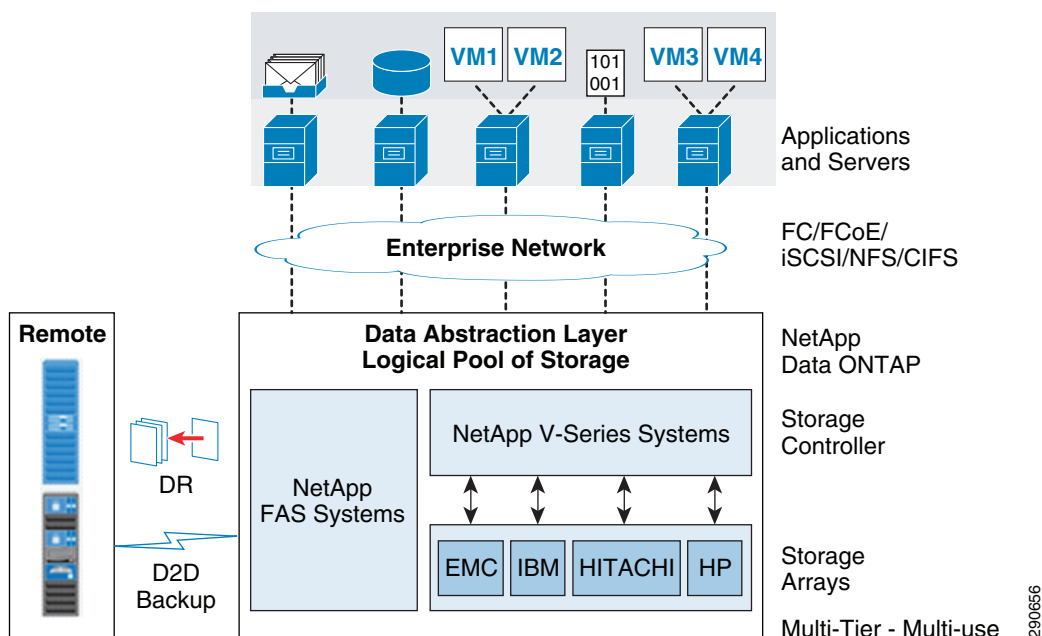 VM1
VM2
101
001
VM3
VM4
Applications
and Servers
Enterprise Network
FC/FCoE/
iSCSI/NFS/CIFS
Remote
Data Abstraction Layer
Logical Pool of Storage
NetApp
Data ONTAP
DR
D2D
Backup
NetApp
FAS Systems
NetApp V-Series Systems
Storage
Controller
EMC
IBM
HITACHI
HP
Storage
Arrays
Multi-Tier - Multi-use
290656